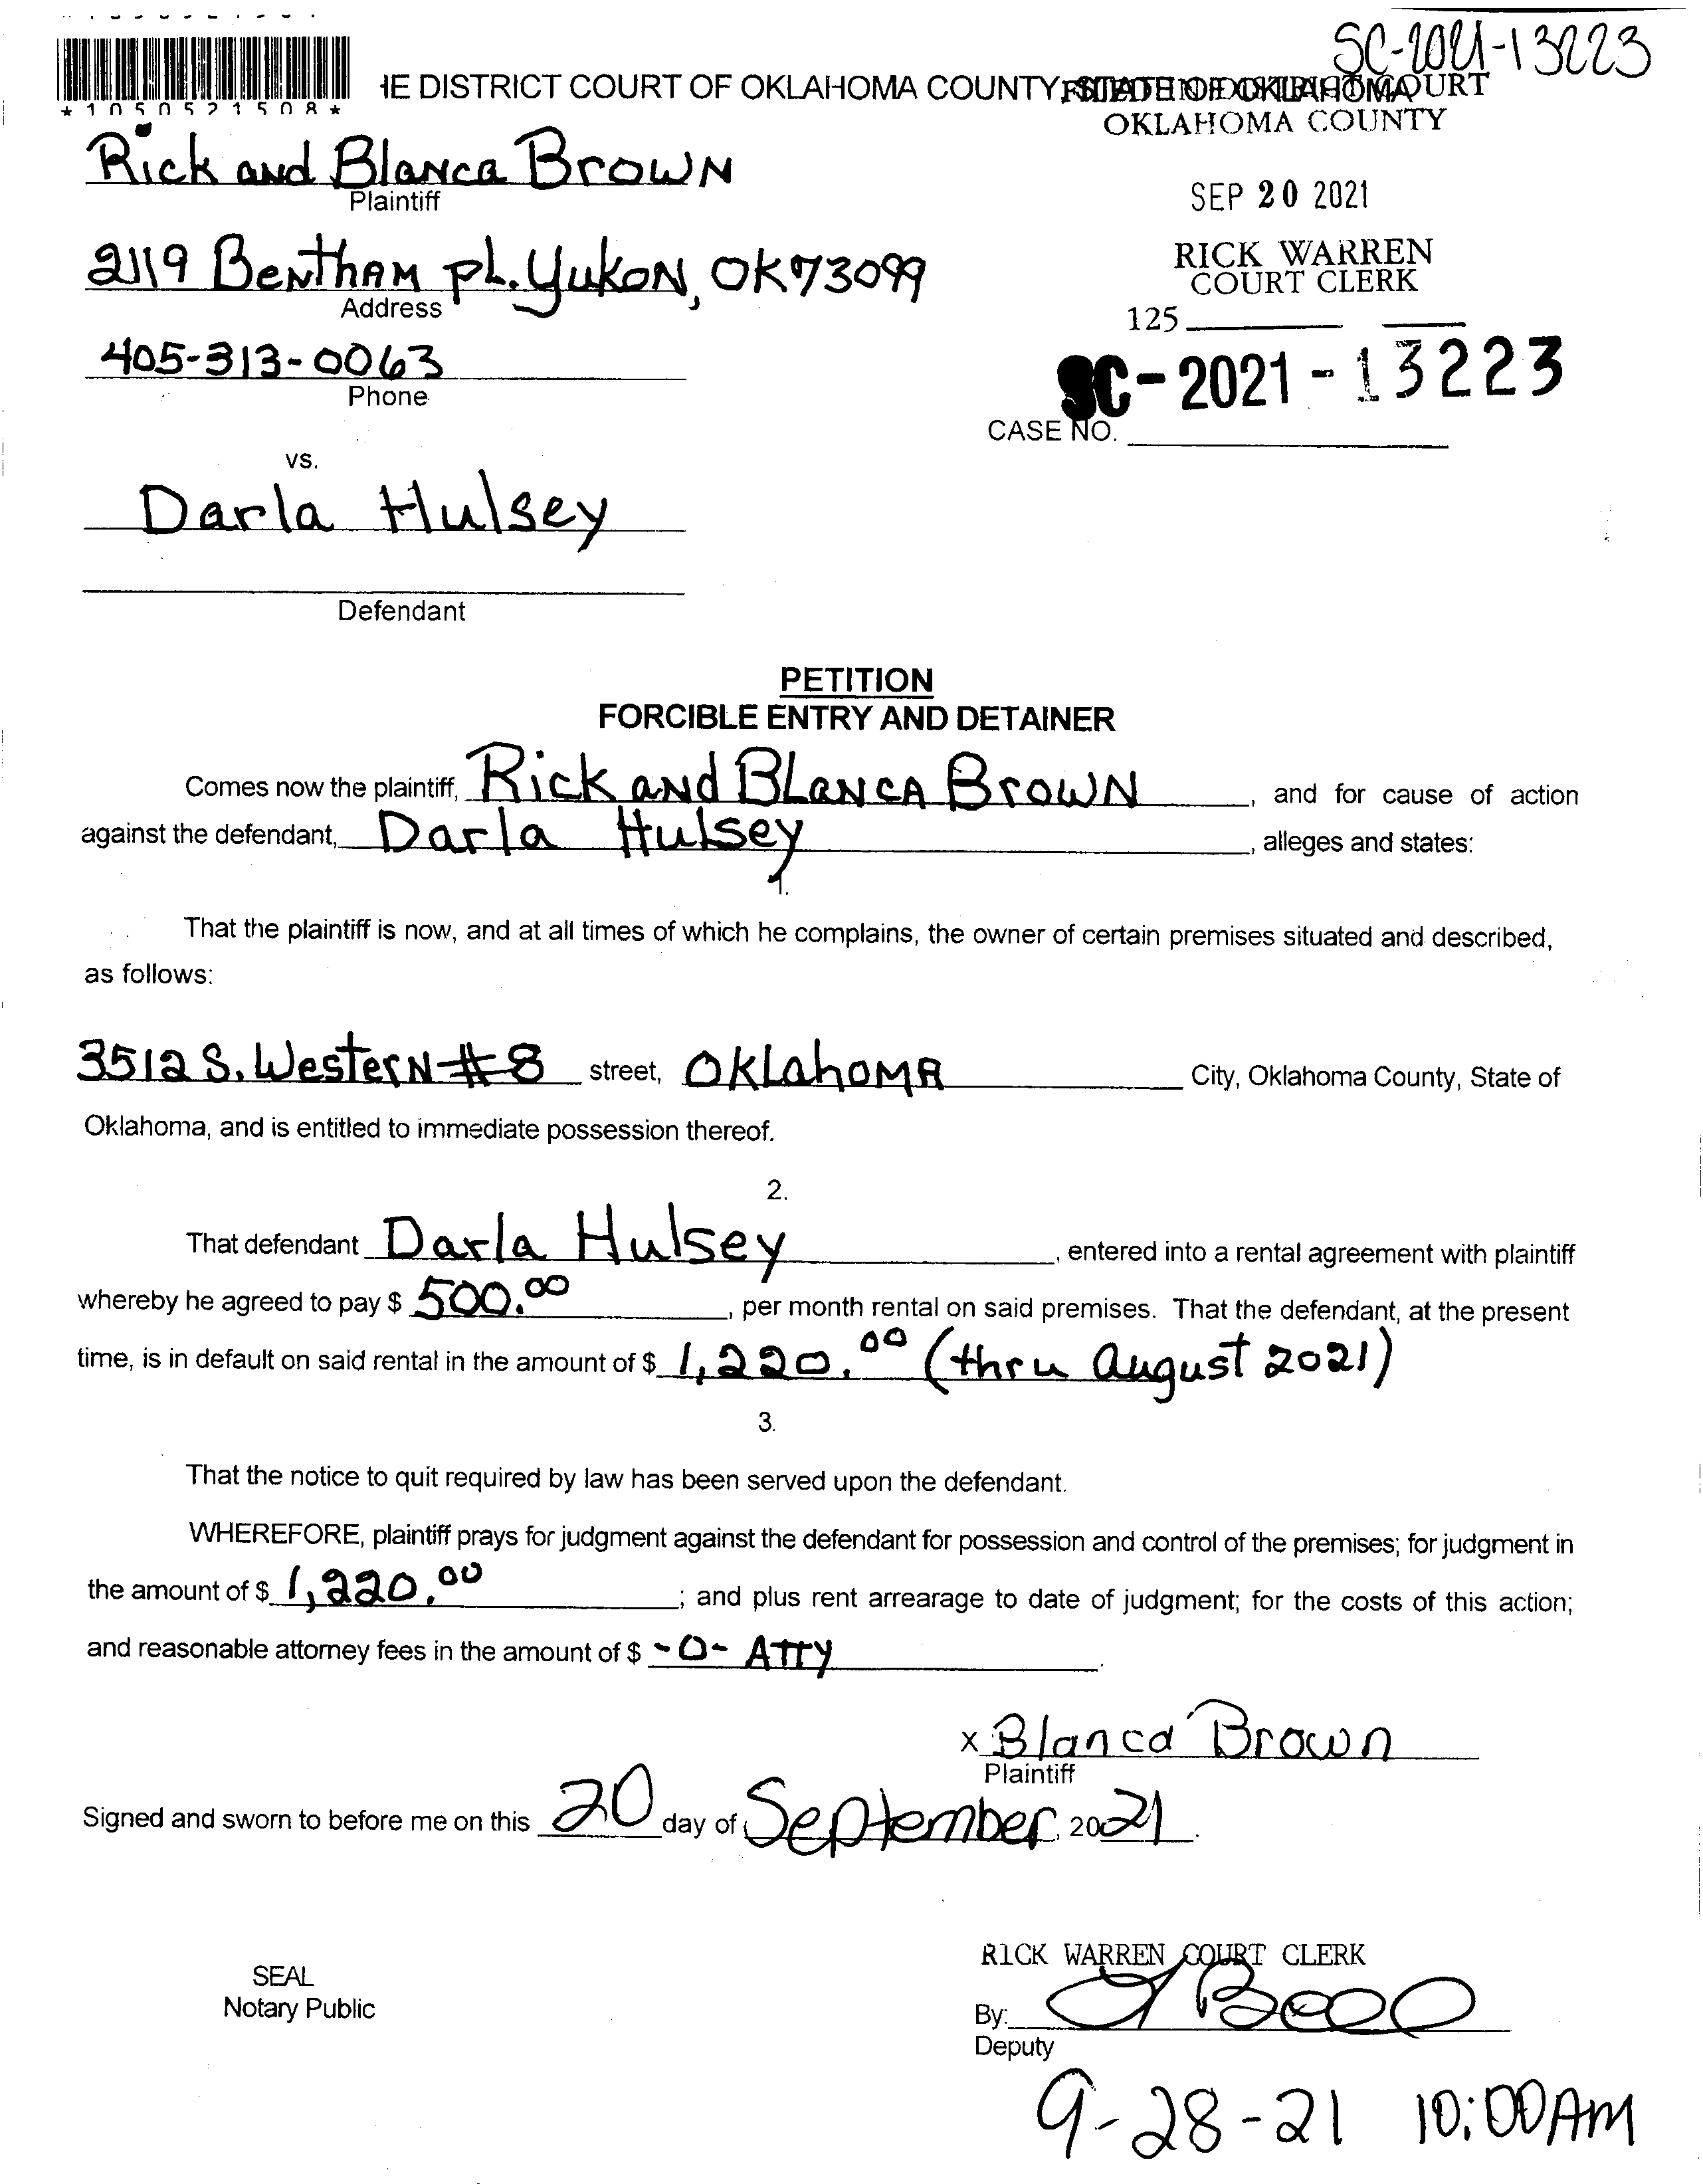 SC-2021-13223
*1050521508*
IE DISTRICT COURT OF OKLAHOMA COUNTY, STATE OF OKLAHOMA
FILED IN DISTRICT COURT
OKLAHOMA COUNTY
Rick and Blanca Brown
Plaintiff
SEP 20 2021
2119 Bentham pl. Yukon, OK 73099
Address
RICK WARREN
COURT CLERK
125
405-313-0063
Phone
SC-2021-13223
CASE NO.
vs.
Darla Hulsey
Defendant
PETITION
FORCIBLE ENTRY AND DETAINER
Comes now the plaintiff, Rick and Blanca Brown, and for cause of action
against the defendant, Darla Hulsey, alleges and states:
1.
That the plaintiff is now, and at all times of which he complains, the owner of certain premises situated and described,
as follows:
3512 S. Western #8 street, Oklahoma City, Oklahoma County, State of
Oklahoma, and is entitled to immediate possession thereof.
2.
That defendant Darla Hulsey, entered into a rental agreement with plaintiff
whereby he agreed to pay $ 500.00, per month rental on said premises. That the defendant, at the present
time, is in default on said rental in the amount of $ 1,220.00 (thru August 2021)
3.
That the notice to quit required by law has been served upon the defendant.
WHEREFORE, plaintiff prays for judgment against the defendant for possession and control of the premises; for judgment in
the amount of $ 1,220.00; and plus rent arrearage to date of judgment; for the costs of this action;
and reasonable attorney fees in the amount of $ -0- ATTY.
x Blanca Brown
Plaintiff
Signed and sworn to before me on this 20 day of September, 2021.
RICK WARREN COURT CLERK
SEAL
Notary Public
By:
Deputy
9-28-21 10:00AM